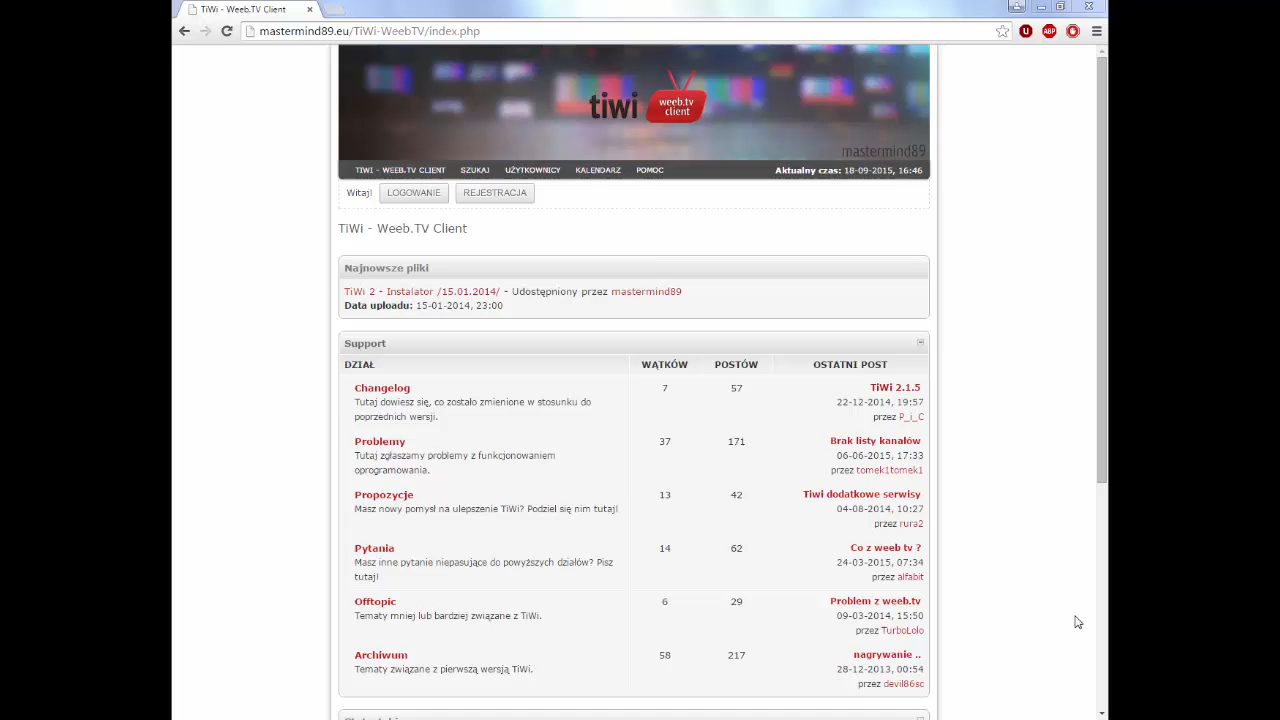 TiWi - Weeb.TV Client
mastermind89.eu/TiWi-WeebTV/index.php
tiwi weeb.tv
client
mastermind89
TIWI - WEEB.TV CLIENT SZUKAJ UŻYTKOWNICY KALENDARZ POMOC Aktualny czas: 18-09-2015, 16:46
Witaj! LOGOWANIE REJESTRACJA
TiWi - Weeb.TV Client
Najnowsze pliki
TiWi 2 - Instalator /15.01.2014/ - Udostępniony przez mastermind89
Data uploadu: 15-01-2014, 23:00
Support
DZIAŁ WĄTKÓW POSTÓW OSTATNI POST
Changelog 7 57 TiWi 2.1.5
Tutaj dowiesz się, co zostało zmienione w stosunku do 22-12-2014, 19:57
poprzednich wersji. przez P_i_C
Problemy 37 171 Brak listy kanałów
Tutaj zgłaszamy problemy z funkcjonowaniem 06-06-2015, 17:33
oprogramowania. przez tomek1tomek1
Propozycje 13 42 Tiwi dodatkowe serwisy
Masz nowy pomysł na ulepszenie TiWi? Podziel się nim tutaj! 04-08-2014, 10:27
przez rura2
Pytania 14 62 Co z weeb tv ?
Masz inne pytanie niepasujące do powyższych działów? Pisz 24-03-2015, 07:34
tutaj! przez alfabit
Offtopic 6 29 Problem z weeb.tv
Tematy mniej lub bardziej związane z TiWi. 09-03-2014, 15:50
przez TurboLolo
Archiwum 58 217 nagrywanie ..
Tematy związane z pierwszą wersją TiWi. 28-12-2013, 00:54
przez devil86sc